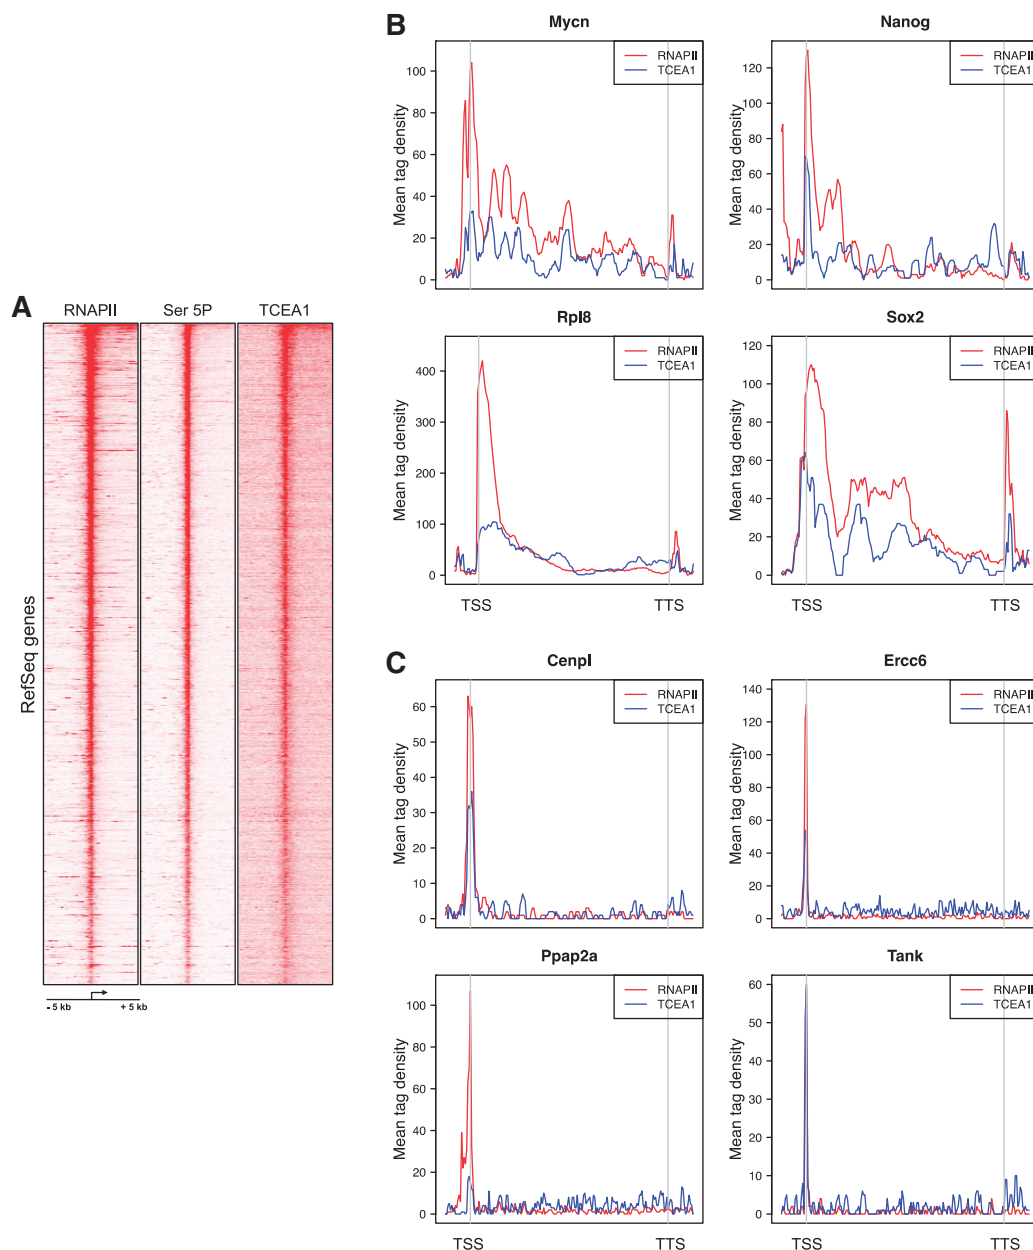 A
RNAPII
Ser 5P
TCEA1
RefSeq genes
- 5 kb
+ 5 kb
B
Mycn
RNAPII
TCEA1
Mean tag density
100
80
60
40
20
0
Nanog
RNAPII
TCEA1
Mean tag density
120
100
80
60
40
20
0
Rpl8
RNAPII
TCEA1
Mean tag density
400
300
200
100
0
TSS
TTS
Sox2
RNAPII
TCEA1
Mean tag density
120
100
80
60
40
20
0
TSS
TTS
C
CenpI
RNAPII
TCEA1
Mean tag density
60
50
40
30
20
10
0
Ercc6
RNAPII
TCEA1
Mean tag density
140
120
100
80
60
40
20
0
Ppap2a
RNAPII
TCEA1
Mean tag density
100
80
60
40
20
0
TSS
TTS
Tank
RNAPII
TCEA1
Mean tag density
60
50
40
30
20
10
0
TSS
TTS